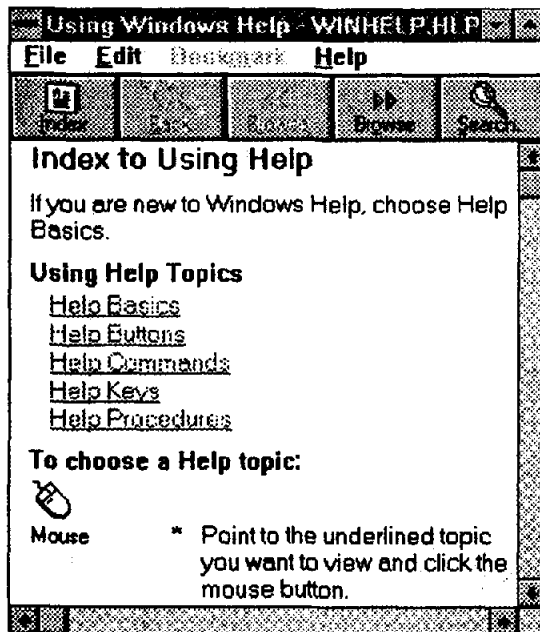 Using Windows Help - WINHELP.HLP
File Edit Bookmark Help
Index Back Browse Browse Search
Index to Using Help
If you are new to Windows Help, choose Help
Basics.
Using Help Topics
Help Basics
Help Buttons
Help Commands
Help Keys
Help Procedures
To choose a Help topic:
Mouse * Point to the underlined topic
you want to view and click the
mouse button.